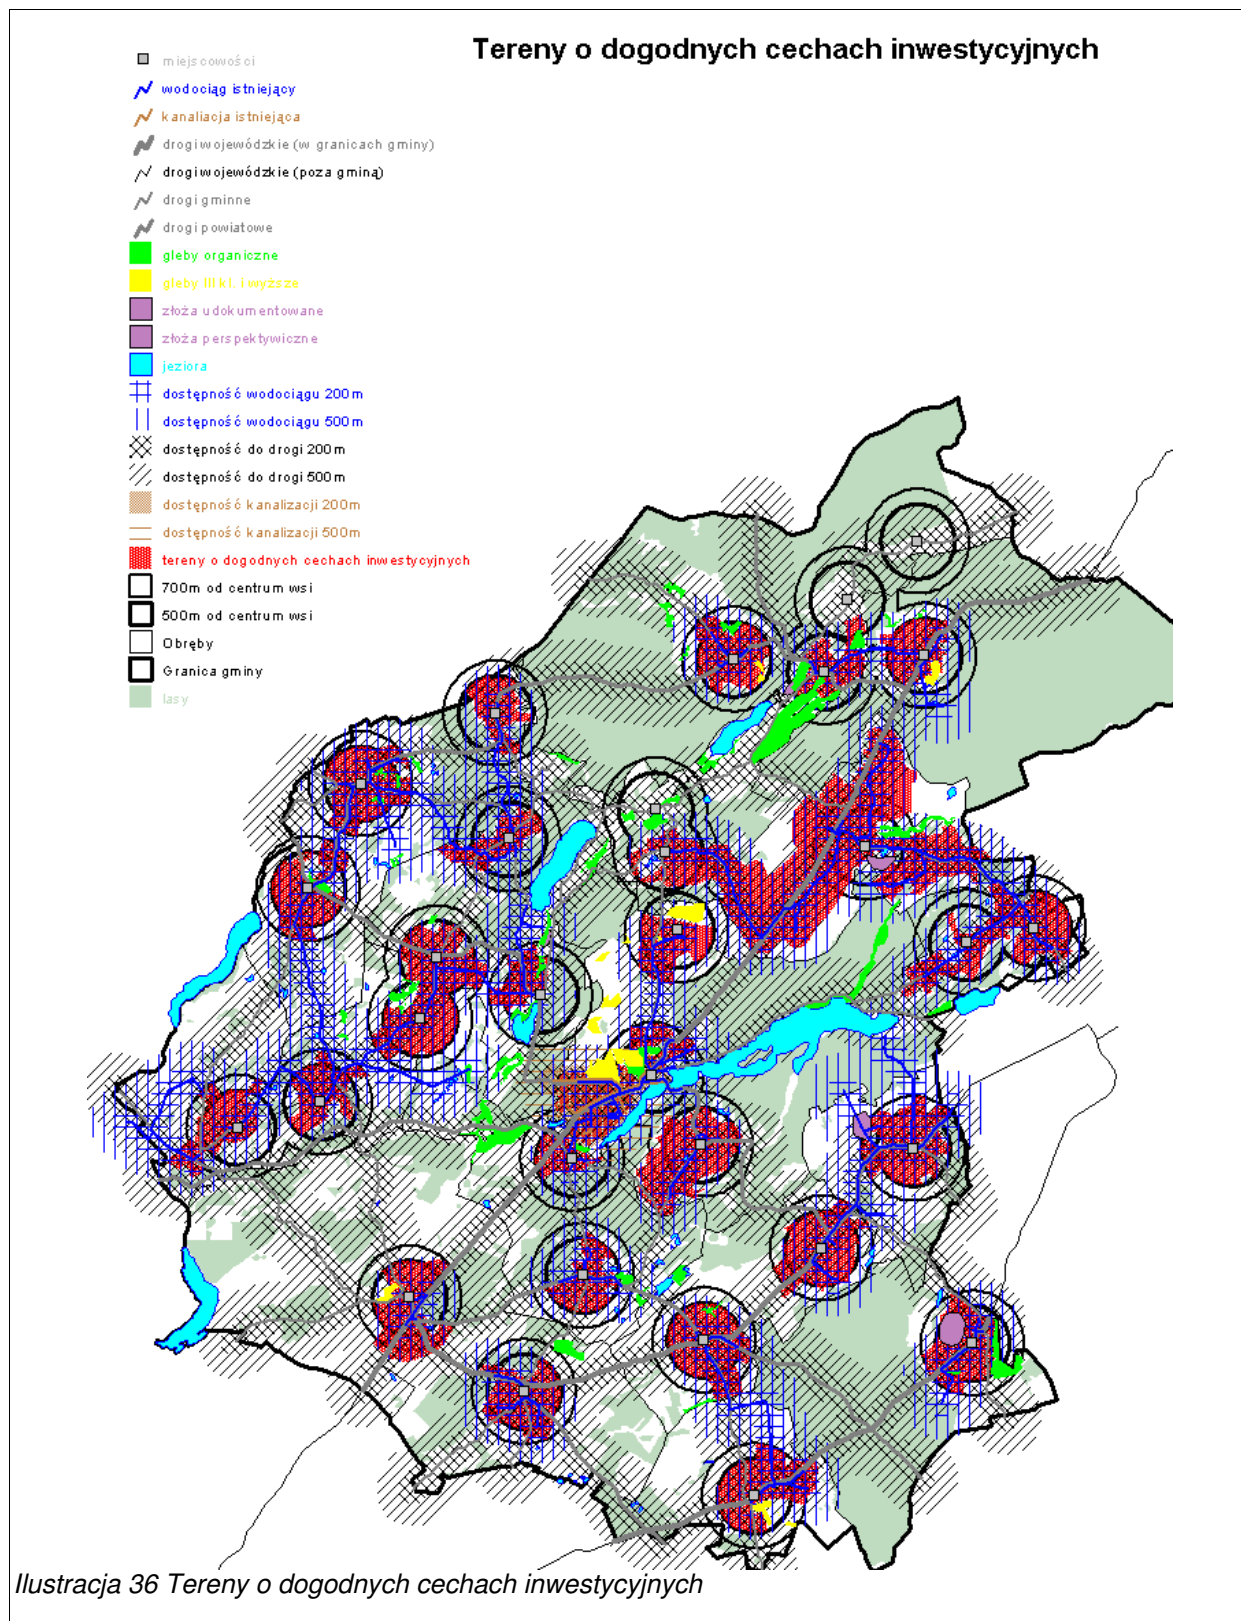 Tereny o dogodnych cechach inwestycyjnych
miejscowości
wodociąg istniejący
kanaliacja istniejąca
drogi wojewódzkie (w granicach gminy)
drogi wojewódzkie (poza gminą)
drogi gminne
drogi powiatowe
gleby organiczne
gleby III kl. i wyższe
złoża udokumentowane
złoża perspektywiczne
jeziora
dostępność wodociągu 200m
dostępność wodociągu 500m
dostępność do drogi 200m
dostępność do drogi 500m
dostępność kanalizacji 200m
dostępność kanalizacji 500m
tereny o dogodnych cechach inwestycyjnych
700m od centrum wsi
500m od centrum wsi
Obręby
Granica gminy
lasy
Ilustracja 36 Tereny o dogodnych cechach inwestycyjnych